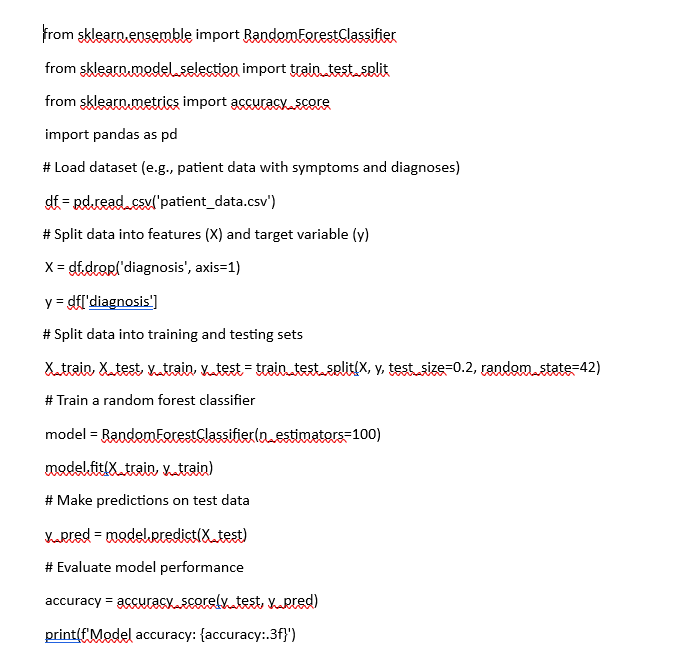 from sklearn.ensemble import RandomForestClassifier
from sklearn.model_selection import train_test_split
from sklearn.metrics import accuracy_score
import pandas as pd
# Load dataset (e.g., patient data with symptoms and diagnoses)
df = pd.read_csv('patient_data.csv')
# Split data into features (X) and target variable (y)
X = df.drop('diagnosis', axis=1)
y = df['diagnosis']
# Split data into training and testing sets
X_train, X_test, y_train, y_test = train_test_split(X, y, test_size=0.2, random_state=42)
# Train a random forest classifier
model = RandomForestClassifier(n_estimators=100)
model.fit(X_train, y_train)
# Make predictions on test data
y_pred = model.predict(X_test)
# Evaluate model performance
accuracy = accuracy_score(y_test, y_pred)
print(f'Model accuracy: {accuracy:.3f}')